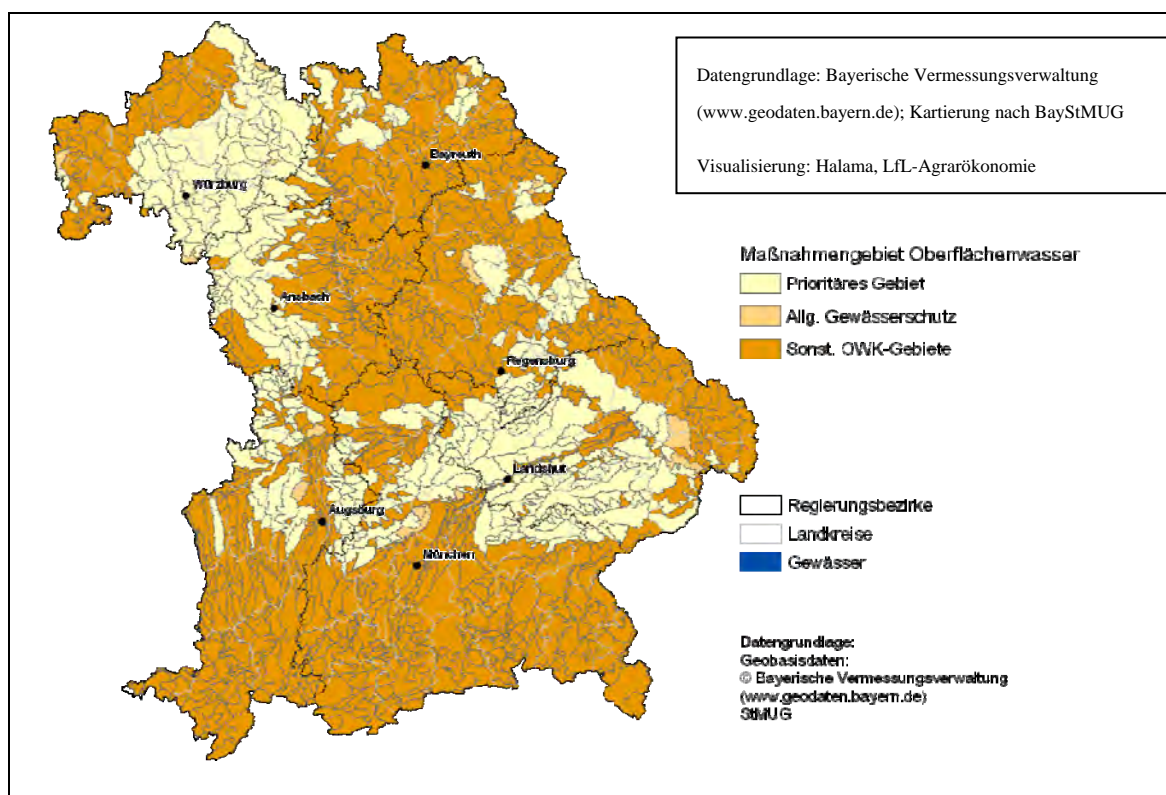 Datengrundlage: Bayerische Vermessungsverwaltung
(www.geodaten.bayern.de); Kartierung nach BayStMUG
Visualisierung: Halama, LfL-Agrarökonomie
Bayreuth
Würzburg
Ansbach
Regensburg
Landshut
Augsburg
München
Maßnahmengebiet Oberflächenwasser
Prioritäres Gebiet
Allg. Gewässerschutz
Sonst. OWK-Gebiete
Regierungsbezirke
Landkreise
Gewässer
Datengrundlage:
Geobasisdaten:
© Bayerische Vermessungsverwaltung
(www.geodaten.bayern.de)
StMUG